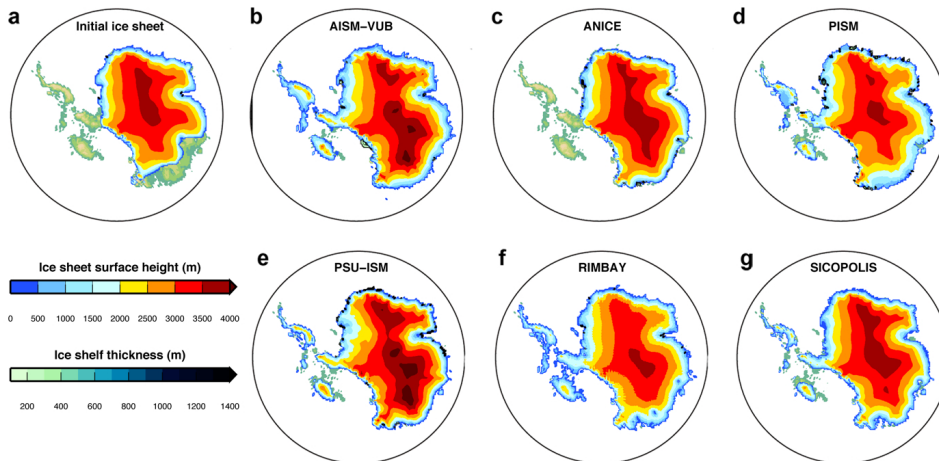 a
Initial ice sheet
b
AISM-VUB
c
ANICE
d
PISM
Ice sheet surface height (m)
0 500 1000 1500 2000 2500 3000 3500 4000
Ice shelf thickness (m)
200 400 600 800 1000 1200 1400
e
PSU-ISM
f
RIMBAY
g
SICOPOLIS